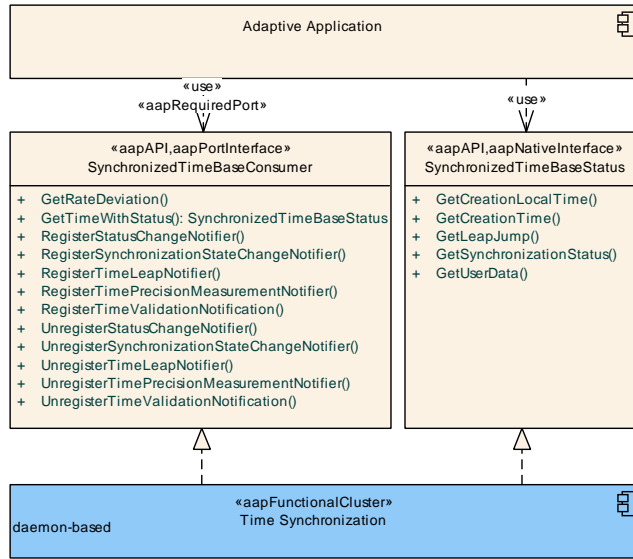 Adaptive Application
«use»
«aapRequiredPort»
«use»
«aapAPI,aapPortInterface»
SynchronizedTimeBaseConsumer
+ GetRateDeviation()
+ GetTimeWithStatus(): SynchronizedTimeBaseStatus
+ RegisterStatusChangeNotifier()
+ RegisterSynchronizationStateChangeNotifier()
+ RegisterTimeLeapNotifier()
+ RegisterTimePrecisionMeasurementNotifier()
+ RegisterTimeValidationNotification()
+ UnregisterStatusChangeNotifier()
+ UnregisterSynchronizationStateChangeNotifier()
+ UnregisterTimeLeapNotifier()
+ UnregisterTimePrecisionMeasurementNotifier()
+ UnregisterTimeValidationNotification()
«aapAPI,aapNativeInterface»
SynchronizedTimeBaseStatus
+ GetCreationLocalTime()
+ GetCreationTime()
+ GetLeapJump()
+ GetSynchronizationStatus()
+ GetUserData()
«aapFunctionalCluster»
Time Synchronization
daemon-based